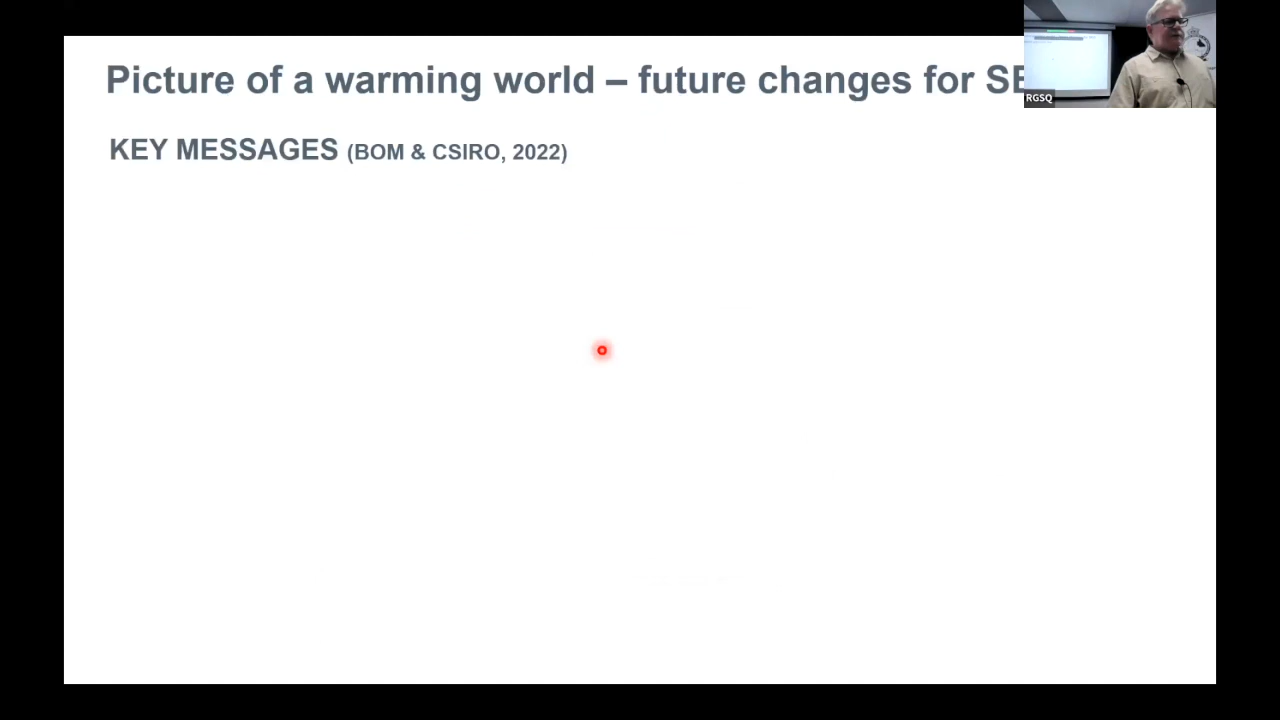 Picture of a warming world – future changes for SE
KEY MESSAGES (BOM & CSIRO, 2022)
RGSQ